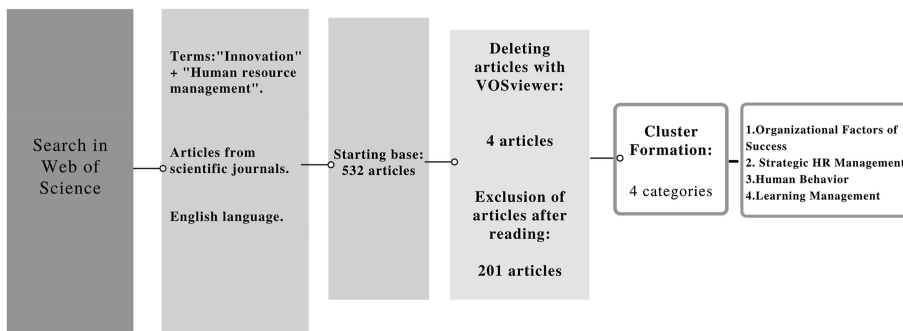 Search in
Web of
Science
Terms:"Innovation"
+ "Human resource
management".
Articles from
scientific journals.
English language.
Starting base:
532 articles
Deleting
articles with
VOSviewer:
4 articles
Exclusion of
articles after
reading:
201 articles
Cluster
Formation:
4 categories
1.Organizational Factors of
Success
2. Strategic HR Management
3.Human Behavior
4.Learning Management